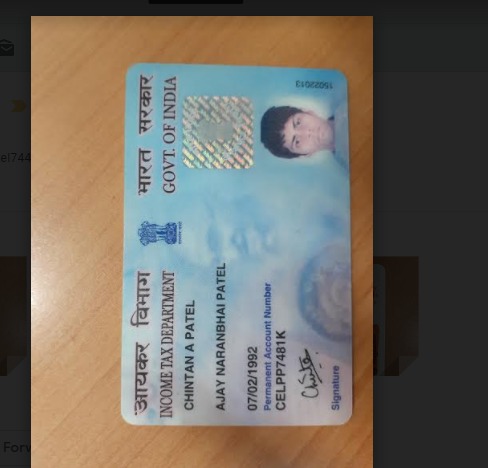 आयकर विभाग भारत सरकार
INCOME TAX DEPARTMENT GOVT. OF INDIA
CHINTAN A PATEL
AJAY NARANBHAI PATEL
07/02/1992
Permanent Account Number
CELPP7481K
Signature
15022013